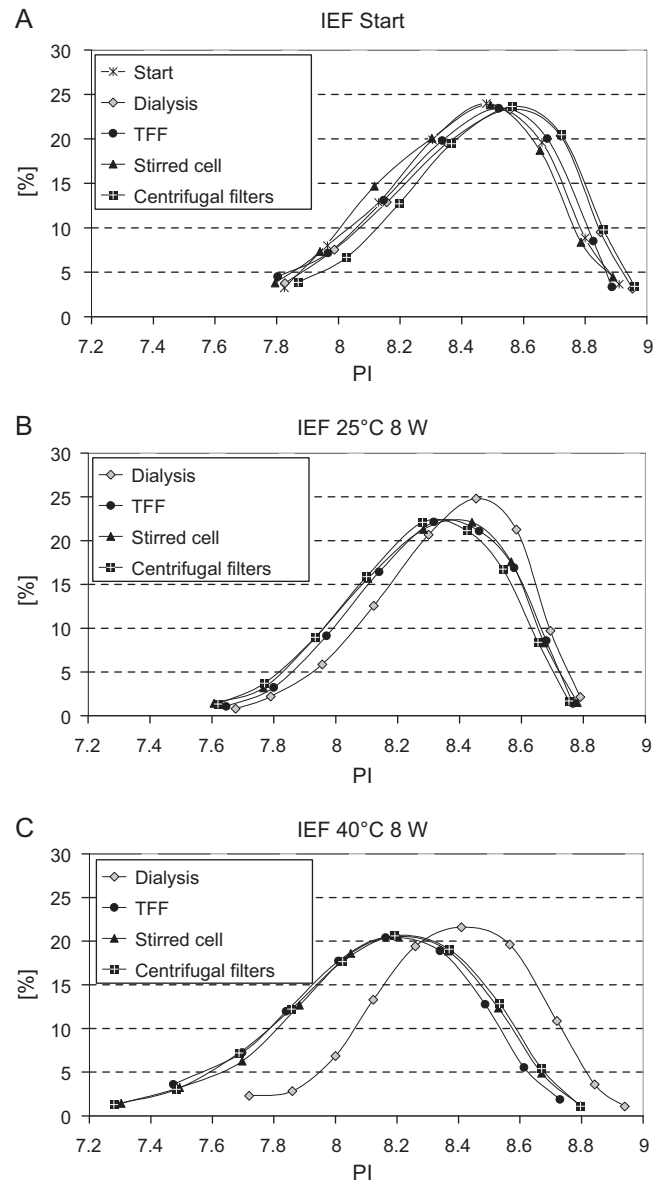 A
IEF Start
[%]
30
25
20
15
10
5
0
Start
Dialysis
TFF
Stirred cell
Centrifugal filters
7.2 7.4 7.6 7.8 8 8.2 8.4 8.6 8.8 9
PI
B
IEF 25°C 8 W
[%]
30
25
20
15
10
5
0
Dialysis
TFF
Stirred cell
Centrifugal filters
7.2 7.4 7.6 7.8 8 8.2 8.4 8.6 8.8 9
PI
C
IEF 40°C 8 W
[%]
30
25
20
15
10
5
0
Dialysis
TFF
Stirred cell
Centrifugal filters
7.2 7.4 7.6 7.8 8 8.2 8.4 8.6 8.8 9
PI